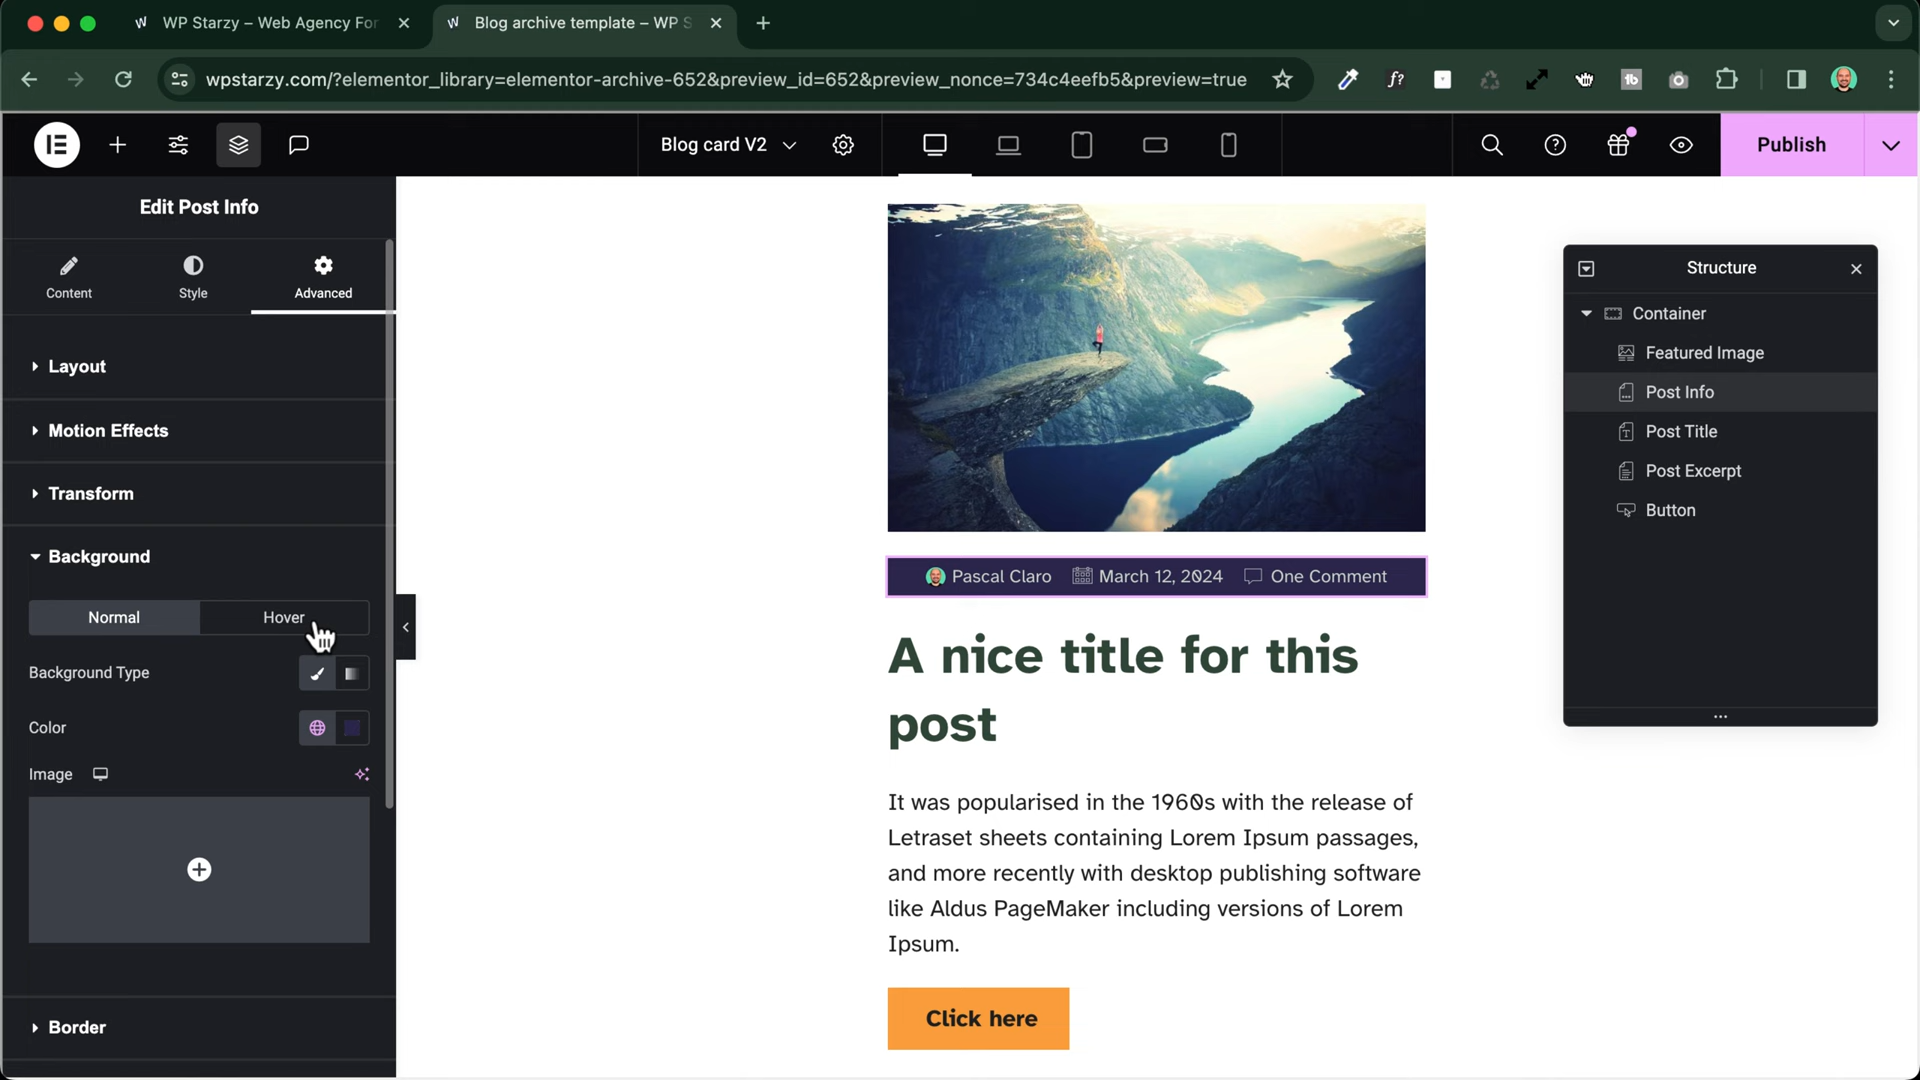 WP Starzy – Web Agency For
Blog archive template – WP S
wpstarzy.com/?elementor_library=elementor-archive-652&preview_id=652&preview_nonce=734c4eefb5&preview=true
f?
tb
Blog card V2
Publish
Edit Post Info
Content
Style
Advanced
Layout
Motion Effects
Transform
Background
Normal
Hover
Background Type
Color
Image
Border
Pascal Claro
March 12, 2024
One Comment
A nice title for this
post
It was popularised in the 1960s with the release of
Letraset sheets containing Lorem Ipsum passages,
and more recently with desktop publishing software
like Aldus PageMaker including versions of Lorem
Ipsum.
Click here
Structure
Container
Featured Image
Post Info
Post Title
Post Excerpt
Button